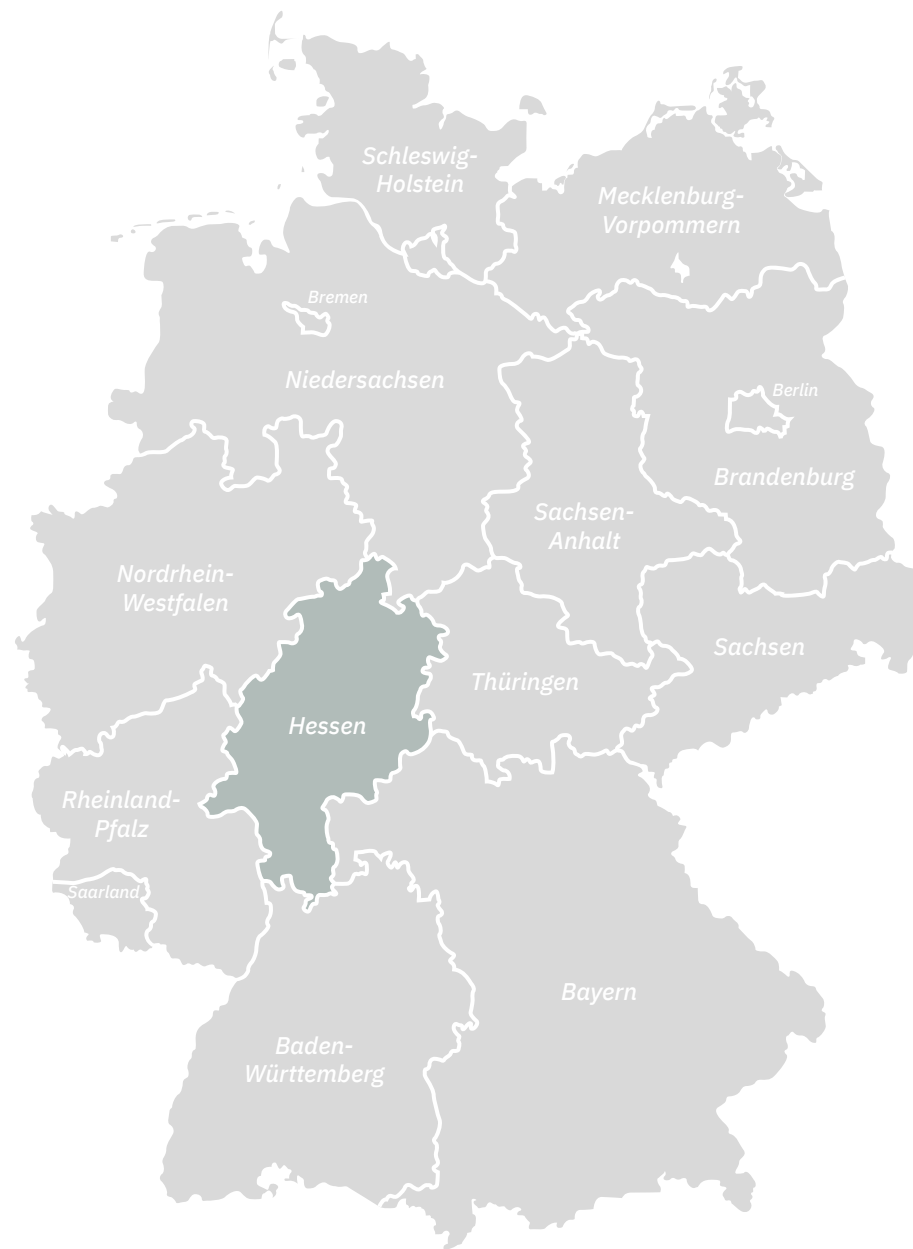 Schleswig-
Holstein
Mecklenburg-
Vorpommern
Bremen
Niedersachsen
Berlin
Brandenburg
Sachsen-
Anhalt
Nordrhein-
Westfalen
Sachsen
Thüringen
Hessen
Rheinland-
Pfalz
Saarland
Bayern
Baden-
Württemberg